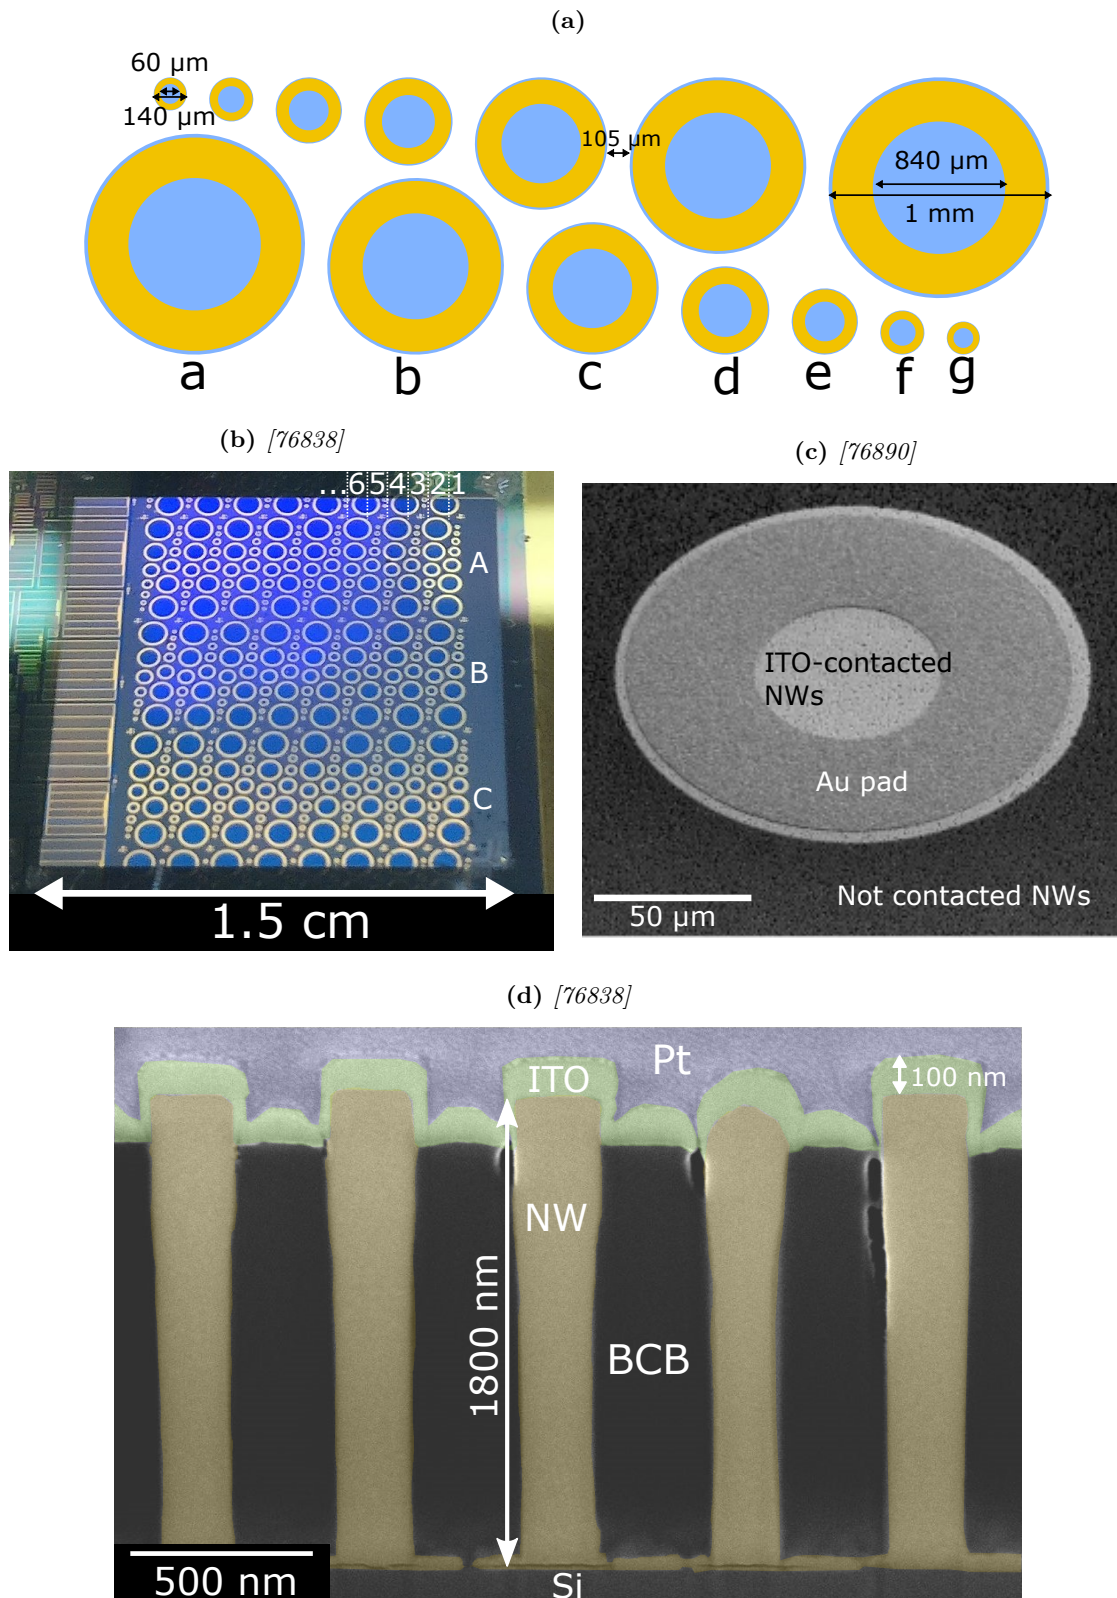 (a)
60 μm
140 μm
105 μm
840 μm
1 mm
a b c d e f g
(b) [76838]
...654321
A
B
C
1.5 cm
(c) [76890]
ITO-contacted
NWs
Au pad
Not contacted NWs
50 μm
(d) [76838]
Pt
ITO
100 nm
NW
1800 nm
BCB
500 nm
Si